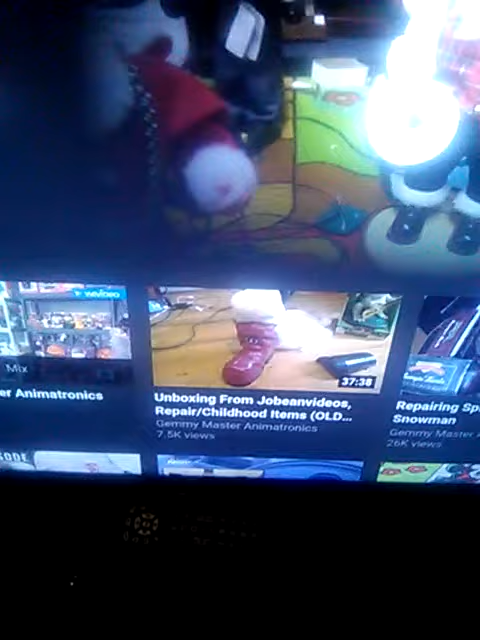 Mix
er Animatronics
37:38
Unboxing From Jobeanvideos,
Repair/Childhood Items (OLD...
Gemmy Master Animatronics
7.5K views
Repairing Sp
Snowman
Gemmy Master A
26K views